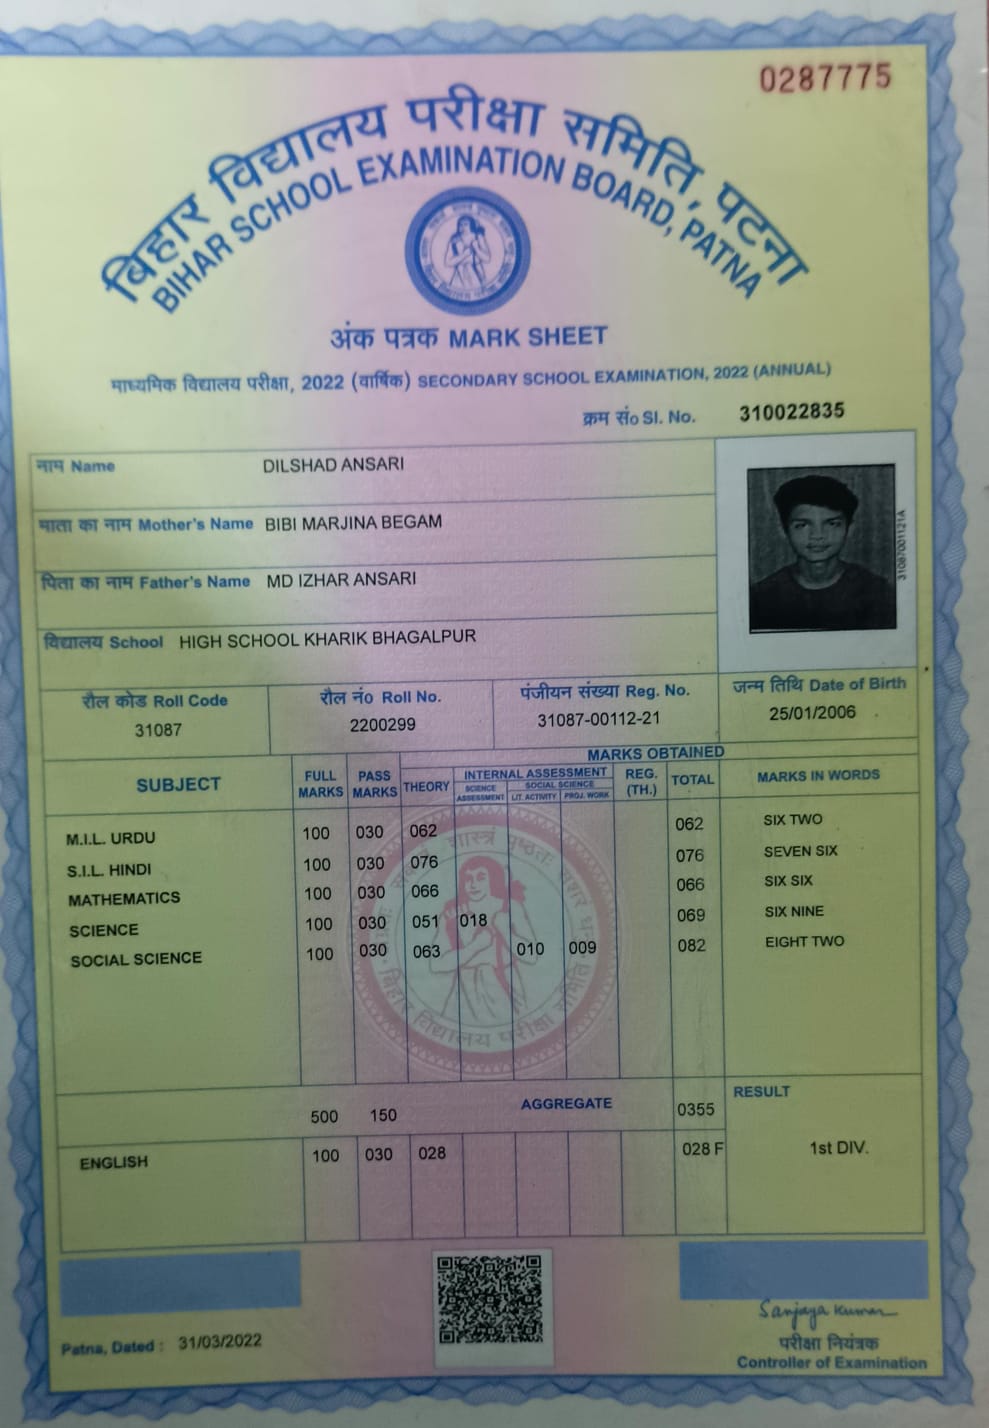 0287775
बिहार विद्यालय परीक्षा समिति, पटना
BIHAR SCHOOL EXAMINATION BOARD, PATNA
अंक पत्रक MARK SHEET
माध्यमिक विद्यालय परीक्षा, 2022 (वार्षिक) SECONDARY SCHOOL EXAMINATION, 2022 (ANNUAL)
क्रम सं० Sl. No. 310022835
नाम Name DILSHAD ANSARI
माता का नाम Mother's Name BIBI MARJINA BEGAM
पिता का नाम Father's Name MD IZHAR ANSARI
विद्यालय School HIGH SCHOOL KHARIK BHAGALPUR
31087001121A
रौल कोड Roll Code रौल नं० Roll No. पंजीयन संख्या Reg. No. जन्म तिथि Date of Birth
31087 2200299 31087-00112-21 25/01/2006
MARKS OBTAINED
SUBJECT FULL MARKS PASS MARKS THEORY INTERNAL ASSESSMENT REG. (TH.) TOTAL MARKS IN WORDS
SCIENCE ASSESSMENT SOCIAL SCIENCE LIT. ACTIVITY PROJ. WORK
M.I.L. URDU 100 030 062 062 SIX TWO
S.I.L. HINDI 100 030 076 076 SEVEN SIX
MATHEMATICS 100 030 066 066 SIX SIX
SCIENCE 100 030 051 018 069 SIX NINE
SOCIAL SCIENCE 100 030 063 010 009 082 EIGHT TWO
बिहार विद्यालय परीक्षा समिति
500 150 AGGREGATE 0355 RESULT
ENGLISH 100 030 028 028 F 1st DIV.
Sanjaya Kumar
Patna, Dated : 31/03/2022
परीक्षा नियंत्रक
Controller of Examination